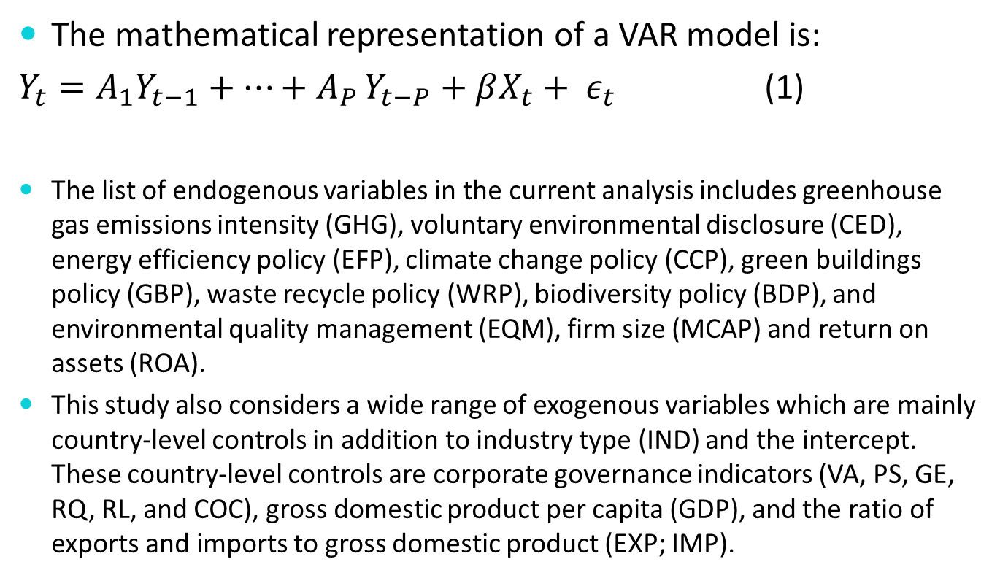 • The mathematical representation of a VAR model is:
Y_t = A_1 Y_{t−1} + ⋯ + A_P Y_{t−P} + βX_t + ϵ_t (1)
• The list of endogenous variables in the current analysis includes greenhouse
gas emissions intensity (GHG), voluntary environmental disclosure (CED),
energy efficiency policy (EFP), climate change policy (CCP), green buildings
policy (GBP), waste recycle policy (WRP), biodiversity policy (BDP), and
environmental quality management (EQM), firm size (MCAP) and return on
assets (ROA).
• This study also considers a wide range of exogenous variables which are mainly
country-level controls in addition to industry type (IND) and the intercept.
These country-level controls are corporate governance indicators (VA, PS, GE,
RQ, RL, and COC), gross domestic product per capita (GDP), and the ratio of
exports and imports to gross domestic product (EXP; IMP).